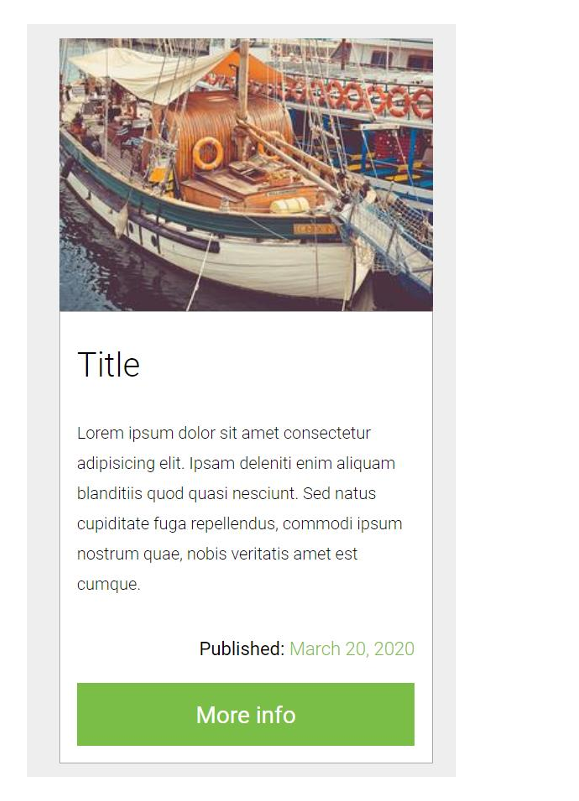 Title
Lorem ipsum dolor sit amet consectetur
adipisicing elit. Ipsam deleniti enim aliquam
blanditiis quod quasi nesciunt. Sed natus
cupiditate fuga repellendus, commodi ipsum
nostrum quae, nobis veritatis amet est
cumque.
Published: March 20, 2020
More info